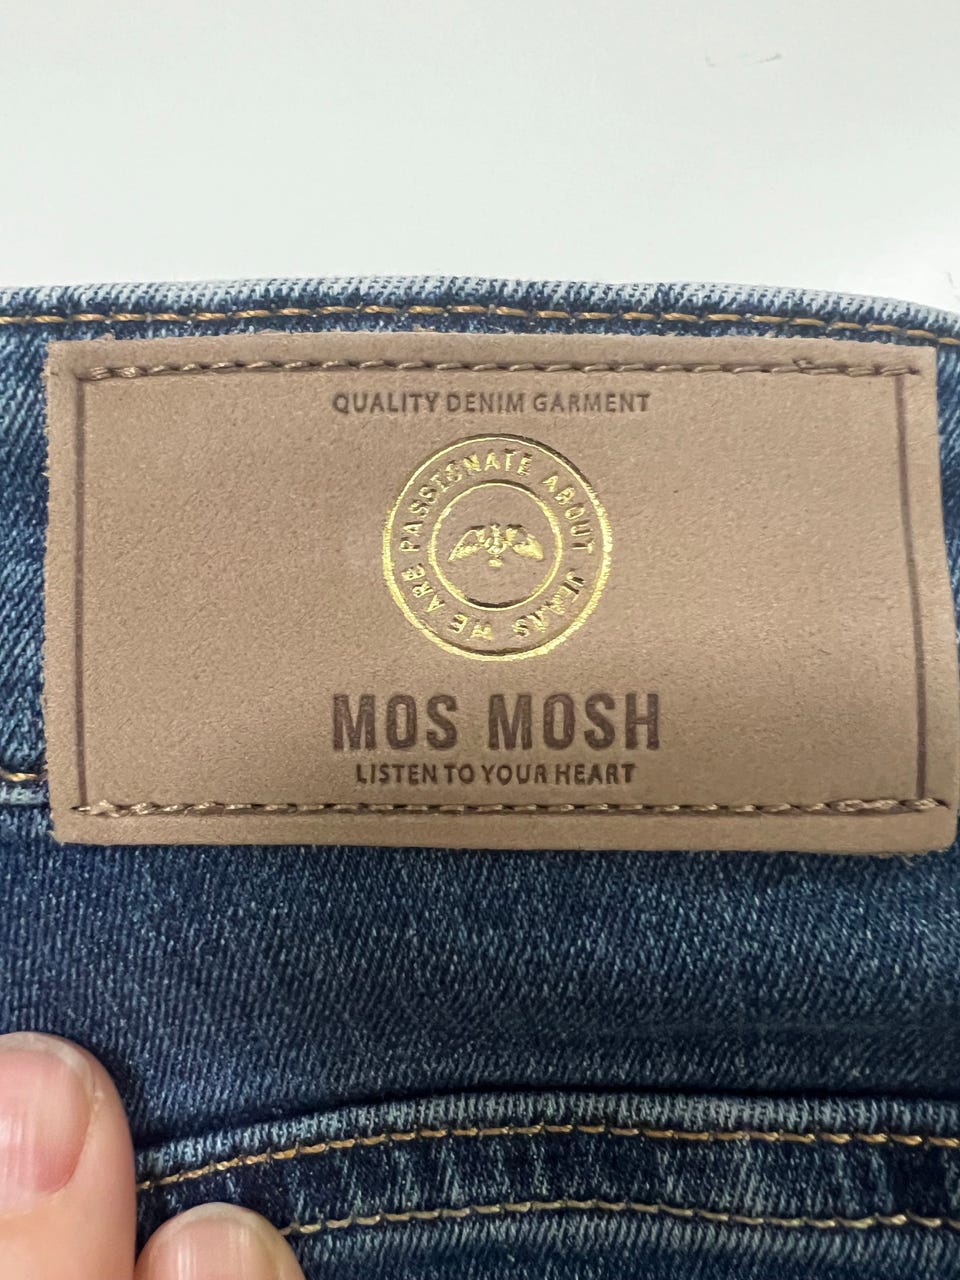 QUALITY DENIM GARMENT
WE ARE PASSIONATE ABOUT JEANS
MOS MOSH
LISTEN TO YOUR HEART